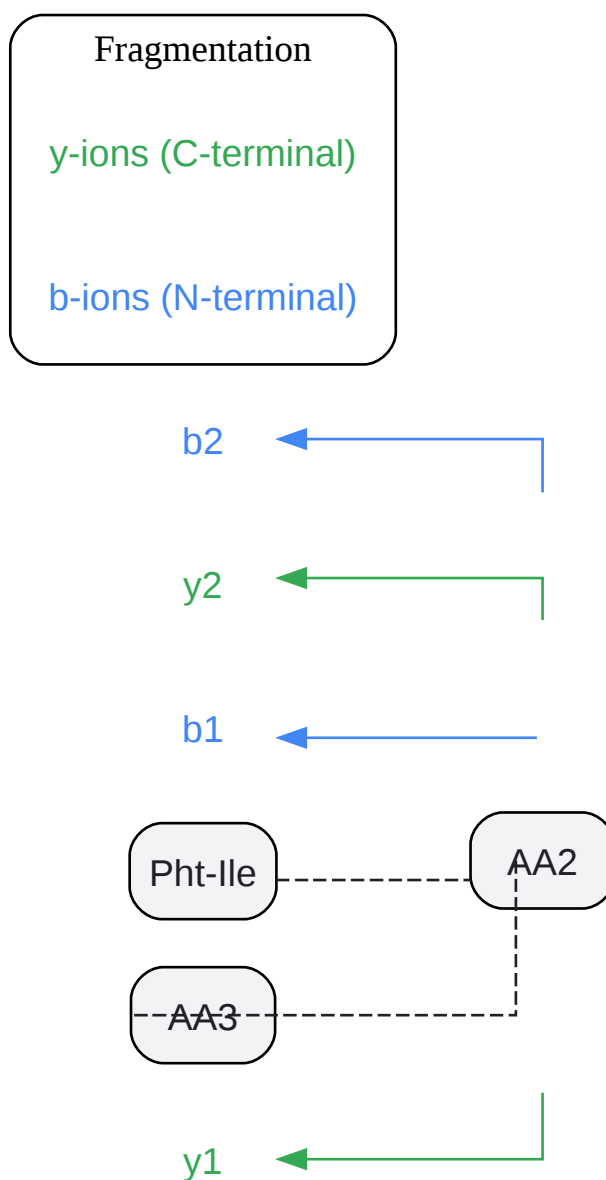 Fragmentation
y-ions (C-terminal)
b-ions (N-terminal)
b2
y2
b1
Pht-Ile
AA2
AA3
y1